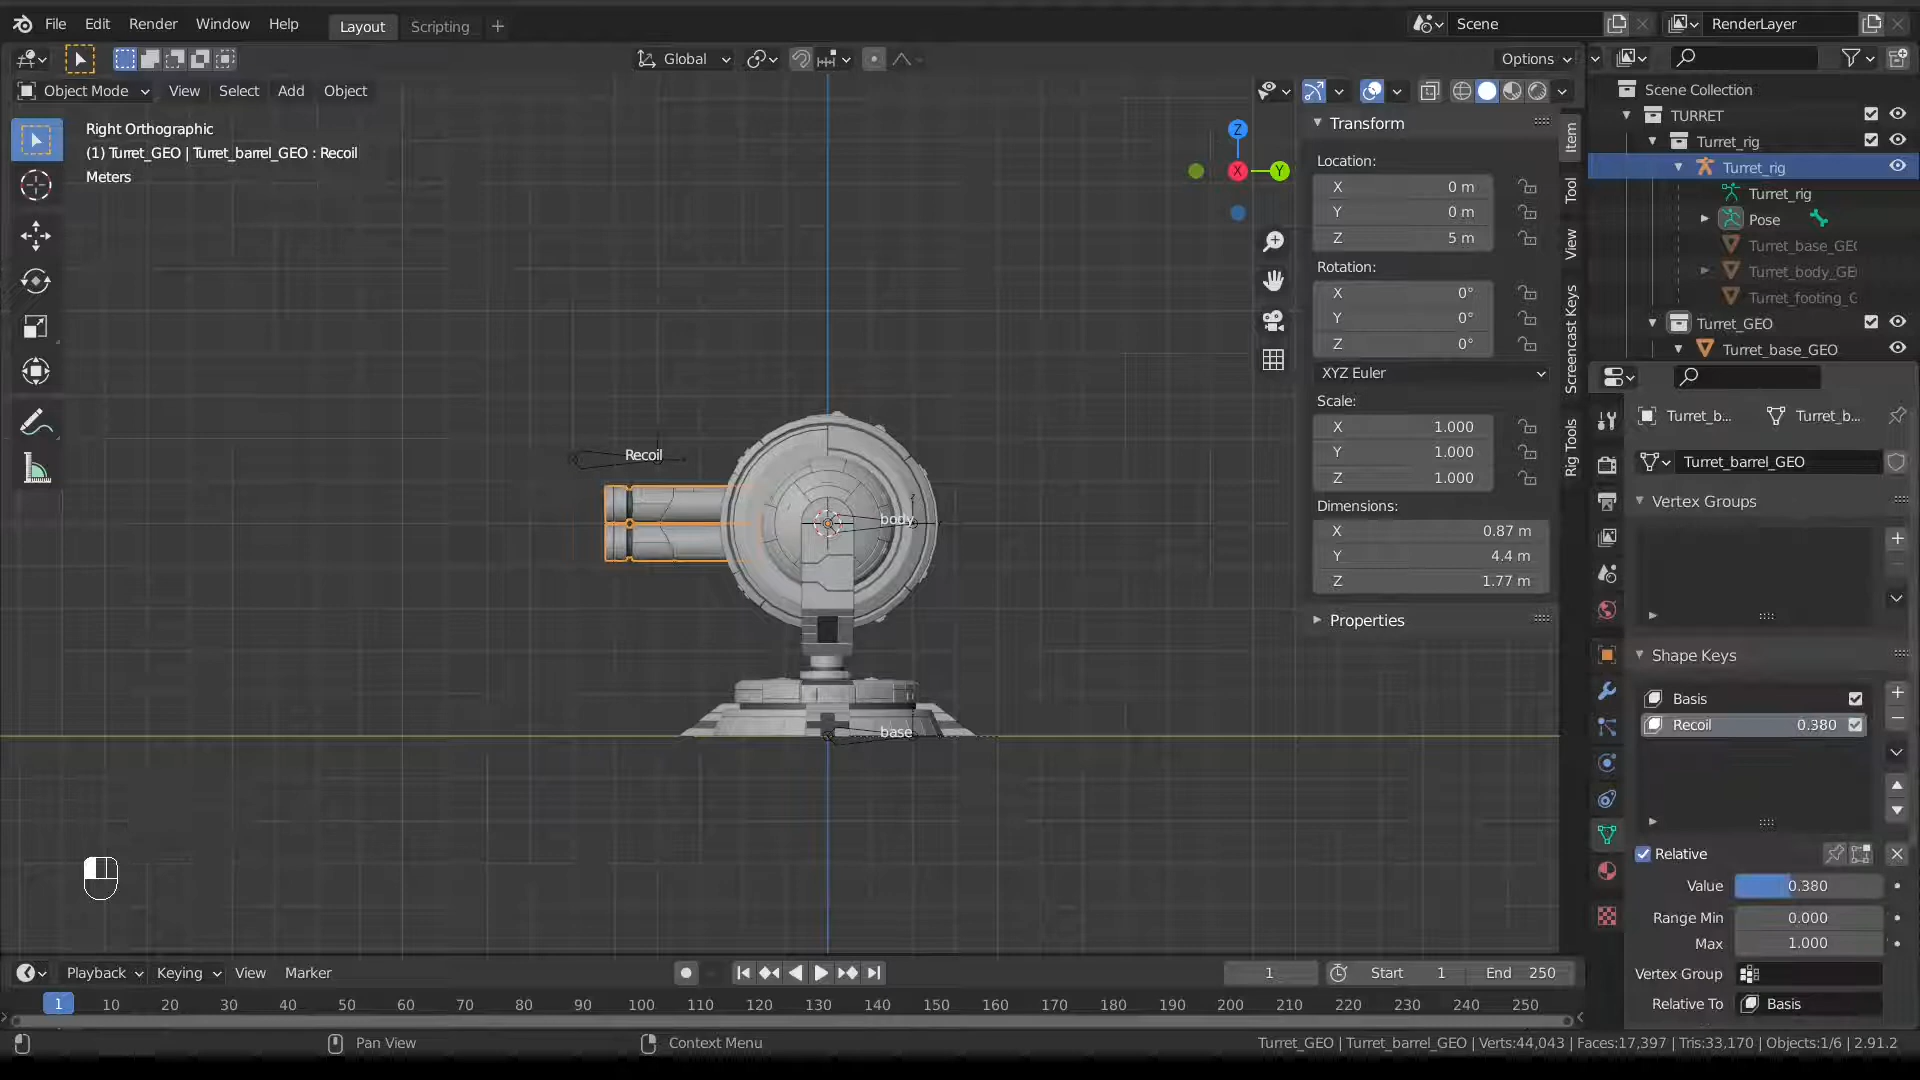 File Edit Render Window Help Layout Scripting + Scene RenderLayer
Global Options
Object Mode View Select Add Object
Right Orthographic
(1) Turret_GEO | Turret_barrel_GEO : Recoil
Meters
Z
X
Y
Recoil
body
base
Transform
Location:
X 0 m
Y 0 m
Z 5 m
Rotation:
X 0°
Y 0°
Z 0°
XYZ Euler
Scale:
X 1.000
Y 1.000
Z 1.000
Dimensions:
X 0.87 m
Y 4.4 m
Z 1.77 m
Properties
Item
Tool
View
Screencast Keys
Rig Tools
Scene Collection
TURRET
Turret_rig
Turret_rig
Turret_rig
Pose
Turret_base_GE
Turret_body_GE
Turret_footing_G
Turret_GEO
Turret_base_GEO
Turret_b... Turret_b...
Turret_barrel_GEO
Vertex Groups
Shape Keys
Basis
Recoil 0.380
Relative
Value 0.380
Range Min 0.000
Max 1.000
Vertex Group
Relative To Basis
Playback Keying View Marker 1 Start 1 End 250
1 10 20 30 40 50 60 70 80 90 100 110 120 130 140 150 160 170 180 190 200 210 220 230 240 250
Pan View Context Menu Turret_GEO | Turret_barrel_GEO | Verts:44,043 | Faces:17,397 | Tris:33,170 | Objects:1/6 | 2.91.2